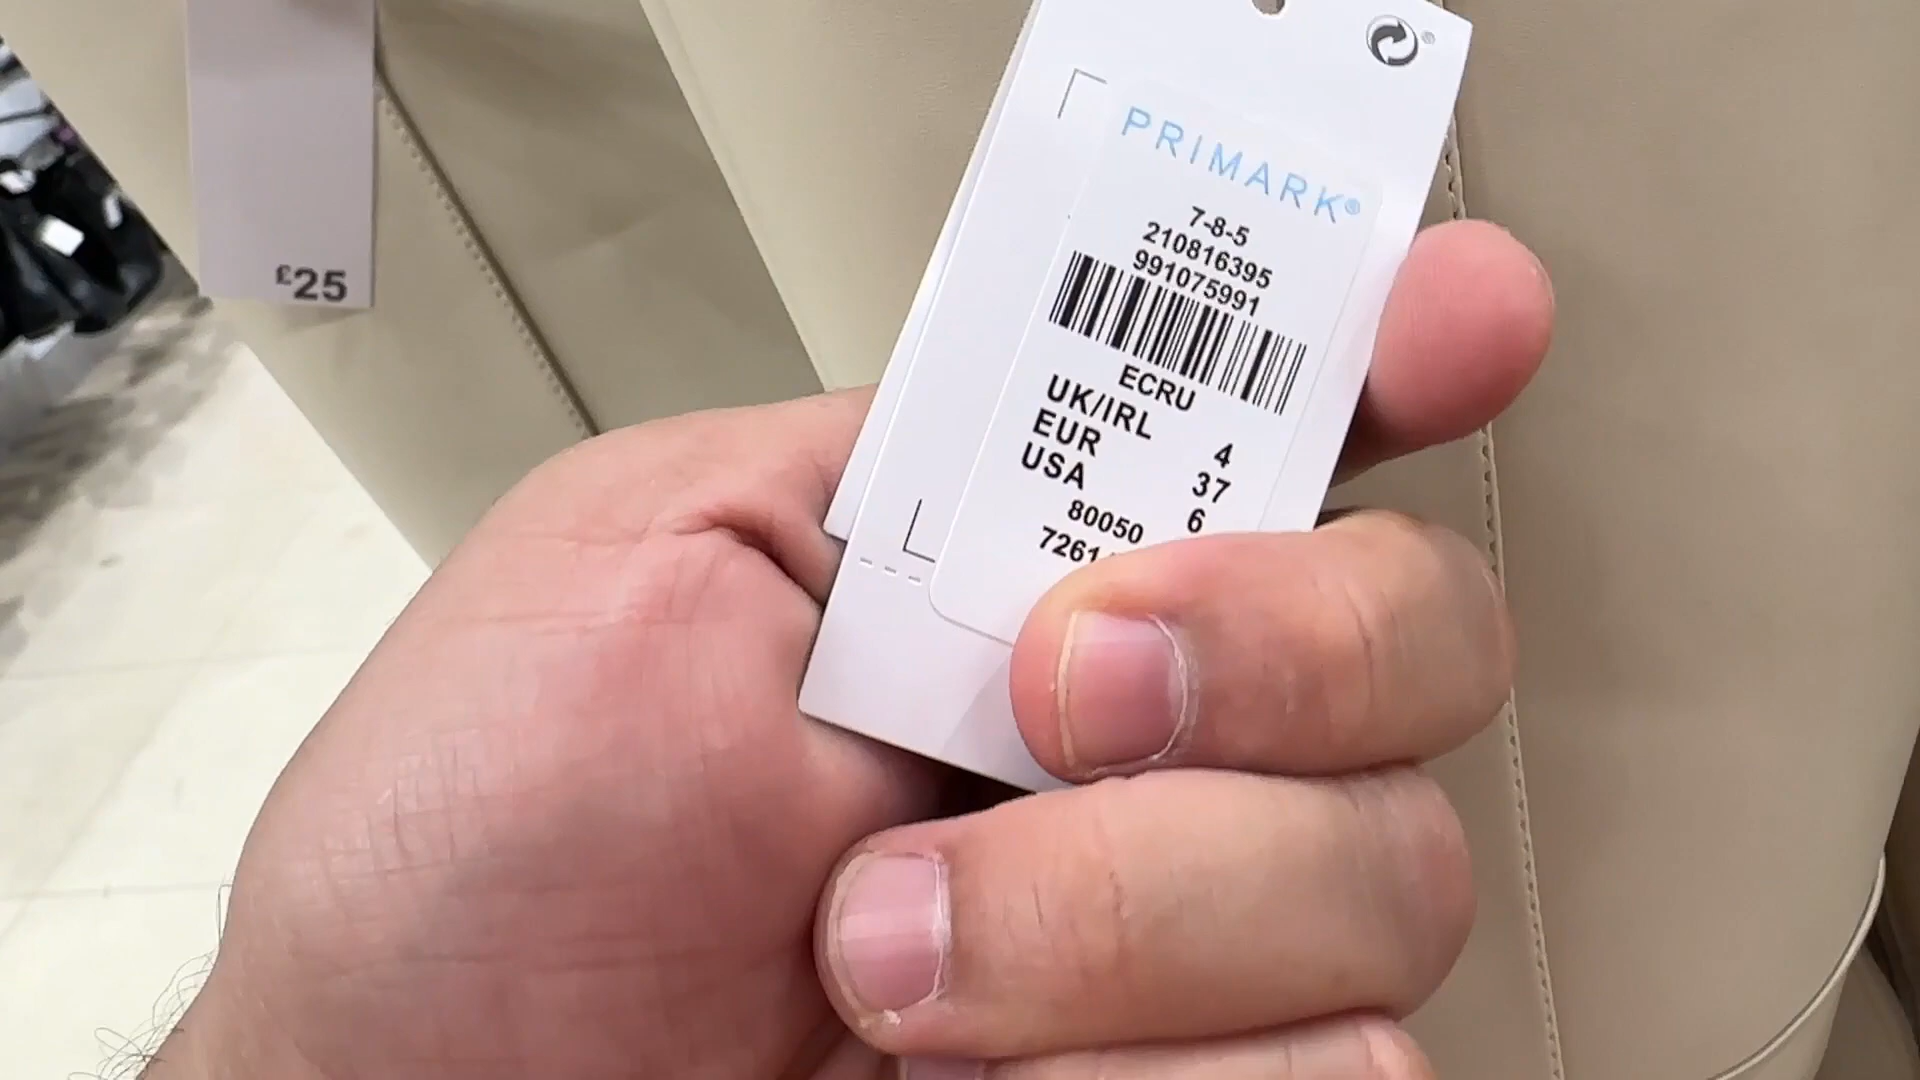 £25
PRIMARK®
7-8-5
210816395
991075991
ECRU
UK/IRL 4
EUR 37
USA 6
80050